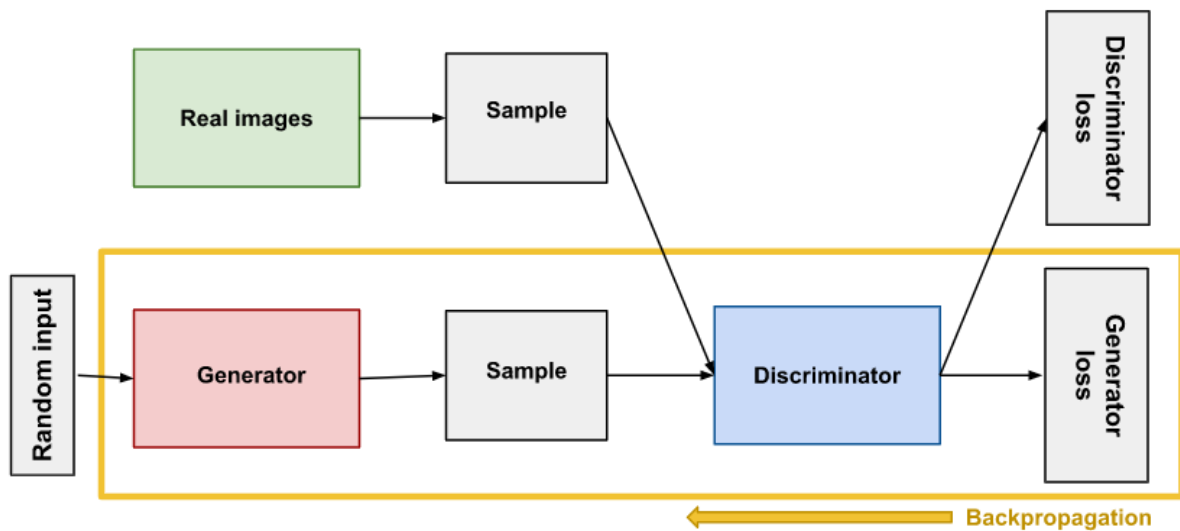 Real images
Sample
Discriminator
loss
Random input
Generator
Sample
Discriminator
Generator
loss
Backpropagation